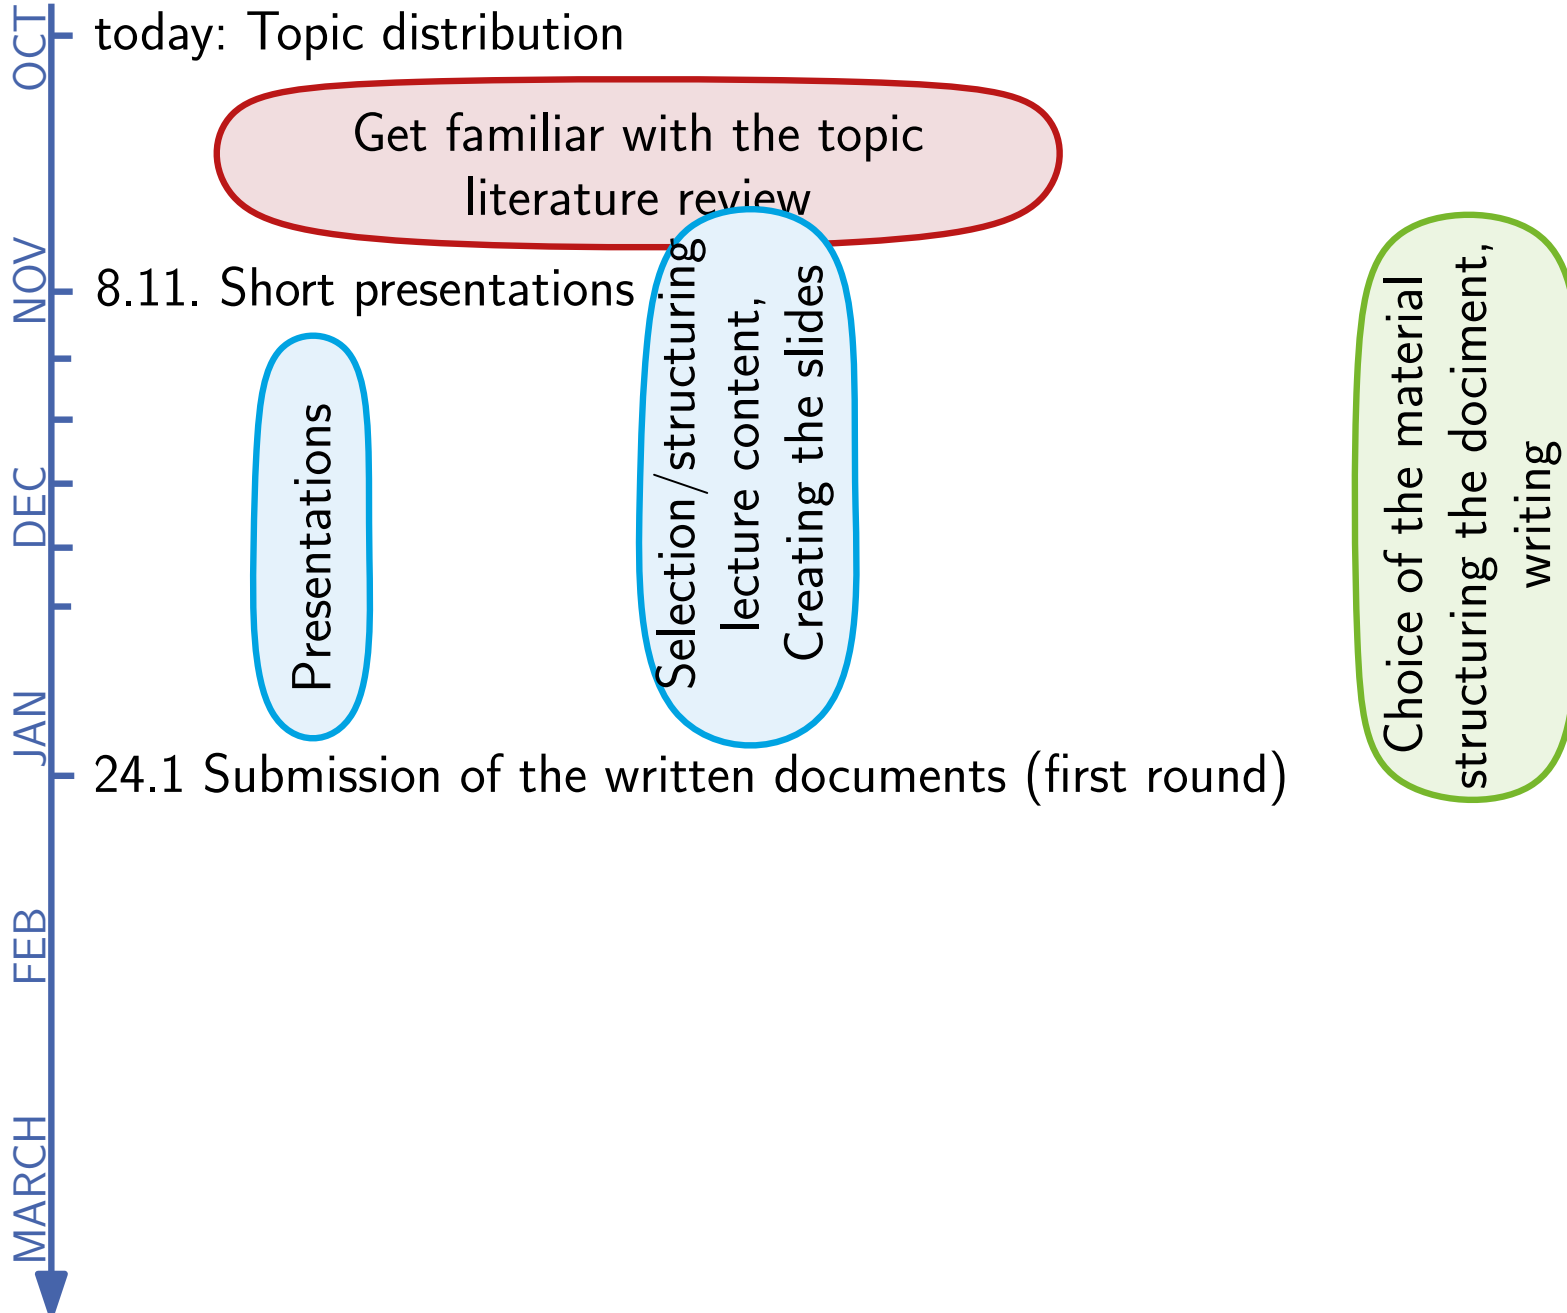 OCT
today: Topic distribution
Get familiar with the topic
literature review
NOV
8.11. Short presentations
Presentations
Selection/structuring
lecture content,
Creating the slides
Choice of the material
structuring the dociment,
writing
DEC
JAN
24.1 Submission of the written documents (first round)
FEB
MARCH